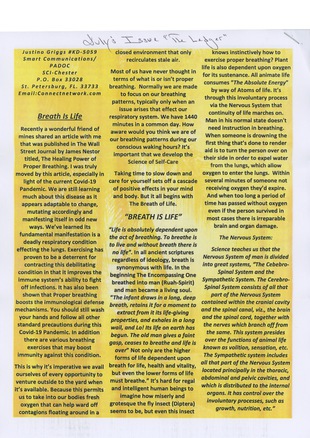 July's Issue "The Ledger"
Justino Griggs #KD-5059
Smart Communications/
PADOC
SCI-Chester
P.O. Box 33028
St. Petersburg, FL. 33733
Email:Connectnetwork.com
Breath Is Life
Recently a wonderful friend of
mines shared an article with me
that was published in The Wall
Street Journal by James Nestor
titled, The Healing Power of
Proper Breathing. I was truly
moved by this article, especially in
light of the current Covid-19
Pandemic. We are still learning
much about this disease as it
appears adaptable to change,
mutating accordingly and
manifesting itself in odd new
ways. We've learned its
fundamental manifestation is a
deadly respiratory condition
effecting the lungs. Exercising has
proven to be a deterrent for
contracting this debilitating
condition in that it improves the
immune system's ability to fight
off infections. It has also been
shown that Proper breathing
boosts the immunological defense
mechanisms. You should still wash
your hands and follow all other
standard precautions during this
Covid-19 Pandemic. In addition
there are various breathing
exercises that may boost
immunity against this condition.
This is why it's imperative we avail
ourselves of every opportunity to
venture outside to the yard when
it's available. Because this permits
us to take into our bodies fresh
oxygen that can help ward off
contagions floating around in a
closed environment that only
recirculates stale air.
Most of us have never thought in
terms of what is or isn't proper
breathing. Normally we are made
to focus on our breathing
patterns, typically only when an
issue arises that effect our
respiratory system. We have 1440
minutes in a common day. How
aware would you think we are of
our breathing patterns during our
conscious waking hours? It's
important that we develop the
Science of Self-Care
Taking time to slow down and
care for yourself sets off a cascade
of positive effects in your mind
and body. But it all begins with
The Breath of Life.
"BREATH IS LIFE"
"Life is absolutely dependent upon
the act of breathing. To breathe is
to live and without breath there is
no life". In all ancient scriptures
regardless of ideology, breath is
synonymous with life. In the
beginning The Encompassing One
breathed into man (Ruah-Spirit)
and man became a living soul.
"The infant draws in a long, deep
breath, retains it for a moment to
extract from it its life-giving
properties, and exhales in a long
wail, and Lo! Its life on earth has
begun. The old man gives a faint
gasp, ceases to breathe and life is
over" Not only are the higher
forms of life dependent upon
breath for life, health and vitality,
but even the lower forms of life
must breathe." It's hard for regal
and intelligent human beings to
imagine how miserly and
grotesque the fly insect (Diptera)
seems to be, but even this insect
knows instinctively how to
exercise proper breathing? Plant
life is also dependent upon oxygen
for its sustenance. All animate life
consumes "The Absolute Energy"
by way of Atoms of life. It's
through this involuntary process
via the Nervous System that
continuity of life marches on.
Man in his normal state doesn't
need instruction in breathing.
When someone is drowning the
first thing that's done to render
aid is to turn the person over on
their side in order to expel water
from the lungs, which allow
oxygen to enter the lungs. Within
several minutes of someone not
receiving oxygen they'd expire.
And when too long a period of
time has passed without oxygen
even if the person survived in
most cases there is irreparable
brain and organ damage.
The Nervous System:
Science teaches us that the
Nervous System of man is divided
into great systems, "The Cerebro-
Spinal System and the
Sympathetic System. The Cerebro-
Spinal System consists of all that
part of the Nervous System
contained within the cranial cavity
and the spinal canal, viz., the brain
and the spinal cord, together with
the nerves which branch off from
the same. This system presides
over the functions of animal life
known as volition, sensation, etc.
The Sympathetic system includes
all that part of the Nervous System
located principally in the thoracic,
abdominal and pelvic cavities, and
which is distributed to the internal
organs. It has control over the
involuntary processes, such as
growth, nutrition, etc."